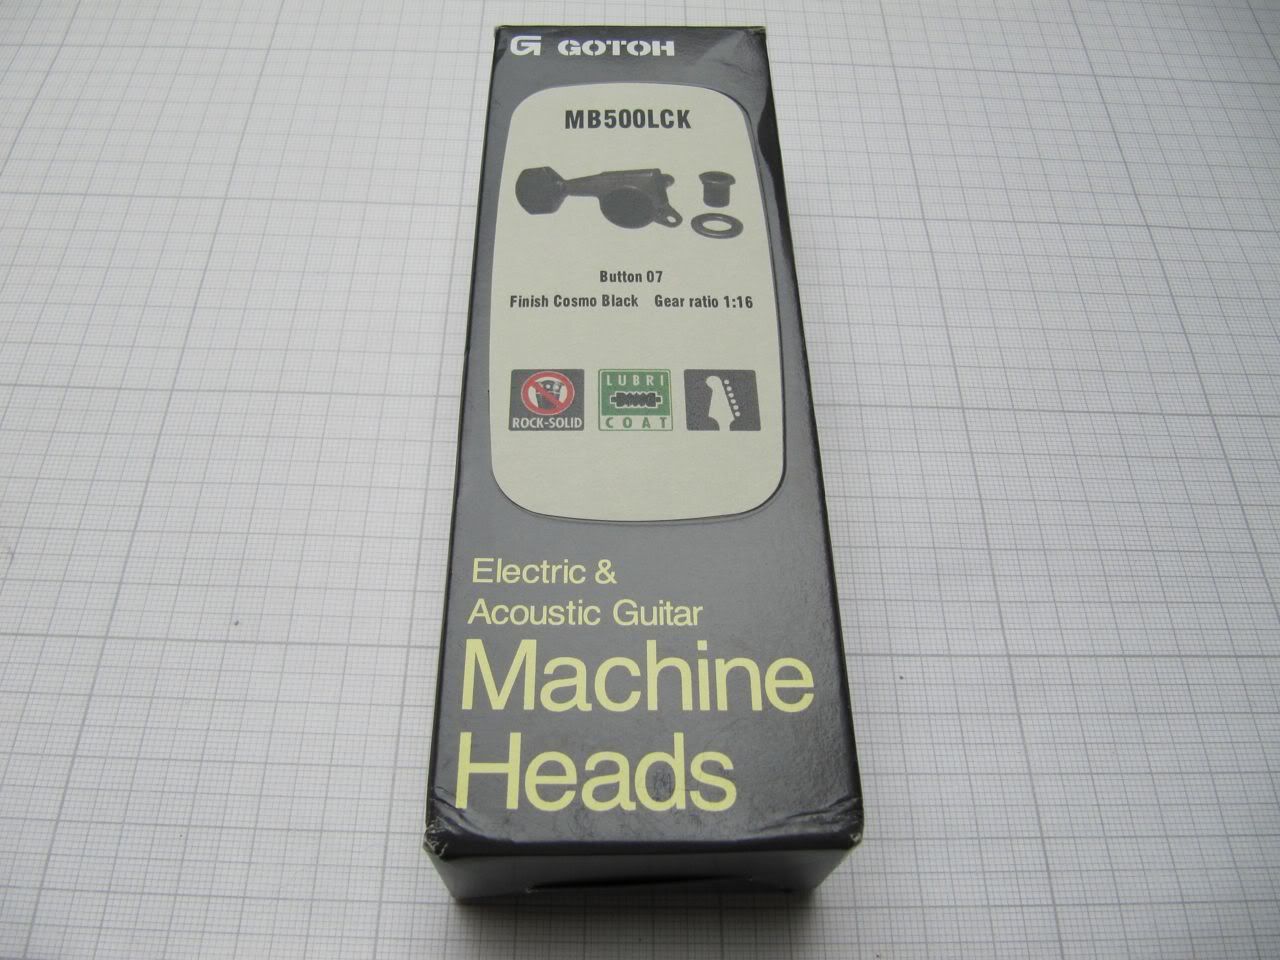 G GOTOH
MB500LCK
Button 07
Finish Cosmo Black Gear ratio 1:16
ROCK-SOLID
LUBRI
COAT
Electric &
Acoustic Guitar
Machine
Heads